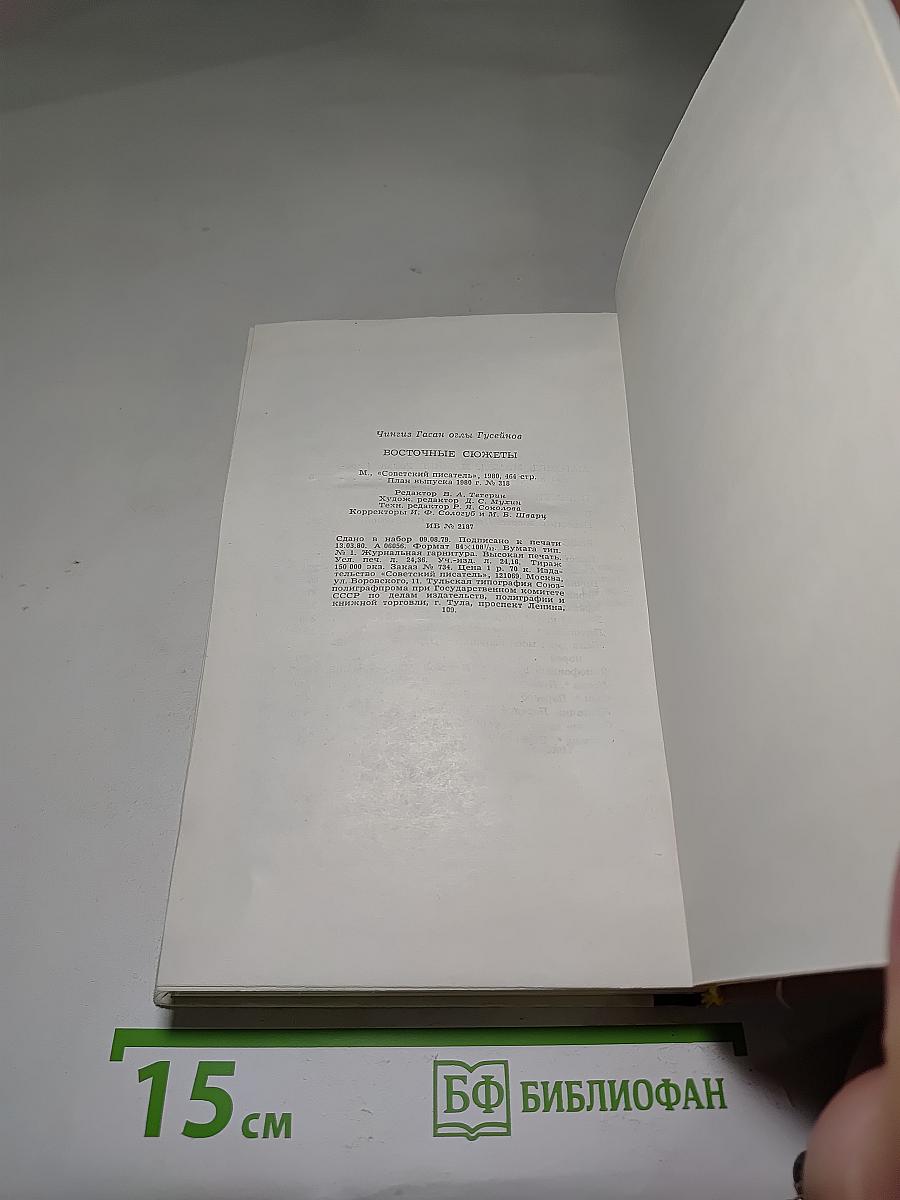 Чингиз Гасан оглы Гусейнов
ВОСТОЧНЫЕ СЮЖЕТЫ
М., «Советский писатель», 1980, 464 стр.
План выпуска 1980 г. № 318
Редактор В. А. Тетерин
Худож. редактор Д. С. Мухин
Техн. редактор Р. Я. Соколова
Корректоры И. Ф. Сологуб и М. Б. Шварц
ИБ № 2187
Сдано в набор 09.08.79. Подписано к печати
13.03.80. А 06056. Формат 84×108¹/₃₂. Бумага тип.
№ 1. Журнальная гарнитура. Высокая печать.
Усл. печ. л. 24,36. Уч.-изд. л. 24,18. Тираж
150 000 экз. Заказ № 734. Цена 1 р. 70 к. Изда-
тельство «Советский писатель», 121069, Москва,
ул. Воровского, 11. Тульская типография Союз-
полиграфпрома при Государственном комитете
СССР по делам издательств, полиграфии и
книжной торговли, г. Тула, проспект Ленина,
109.
15 см
БФ БИБЛИОФАН